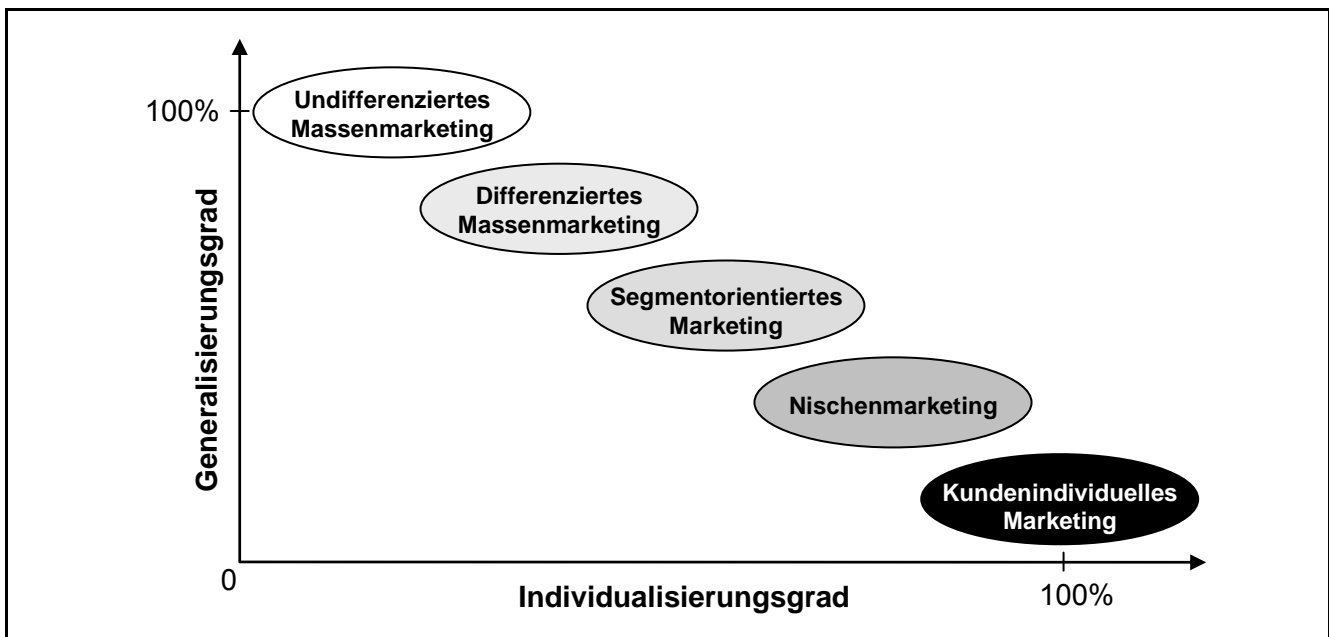 100%
Undifferenziertes
Massenmarketing
Differenziertes
Massenmarketing
Segmentorientiertes
Marketing
Nischenmarketing
Kundenindividuelles
Marketing
Generalisierungsgrad
0
Individualisierungsgrad
100%